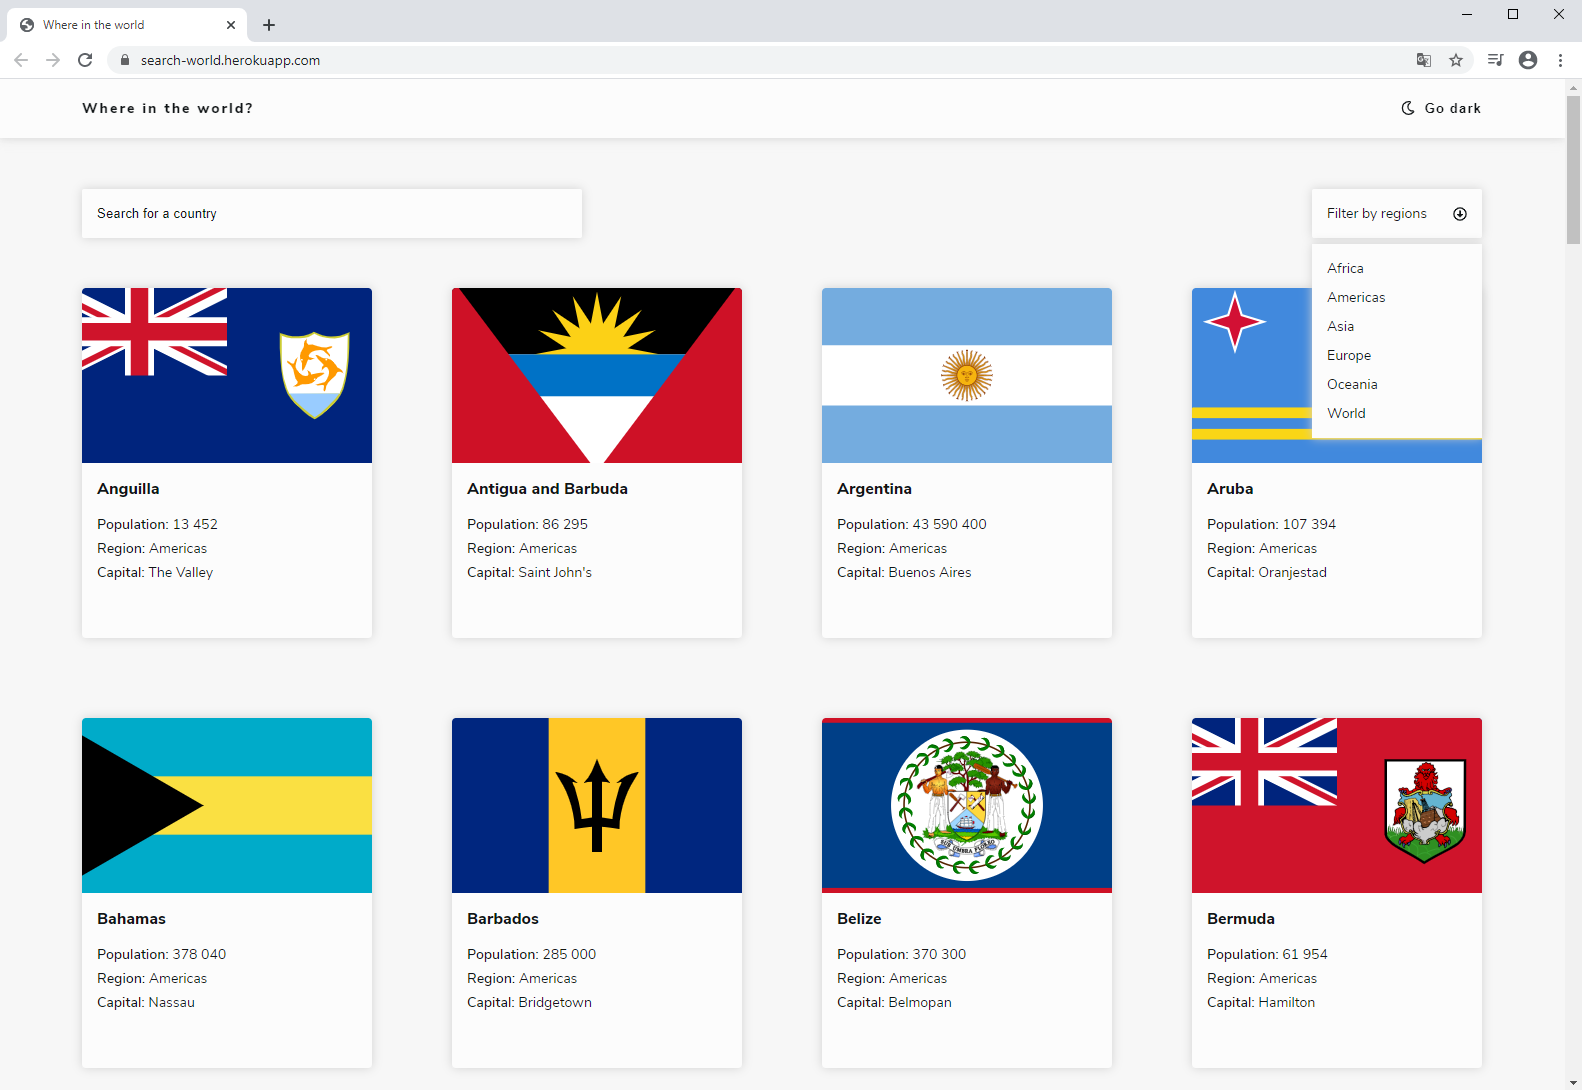 Where in the world
search-world.herokuapp.com
Where in the world?
Go dark
Search for a country
Filter by regions
Africa
Americas
Asia
Europe
Oceania
World
Anguilla
Population: 13 452
Region: Americas
Capital: The Valley
Antigua and Barbuda
Population: 86 295
Region: Americas
Capital: Saint John's
Argentina
Population: 43 590 400
Region: Americas
Capital: Buenos Aires
Aruba
Population: 107 394
Region: Americas
Capital: Oranjestad
Bahamas
Population: 378 040
Region: Americas
Capital: Nassau
Barbados
Population: 285 000
Region: Americas
Capital: Bridgetown
SUB UMBRA FLOREO
Belize
Population: 370 300
Region: Americas
Capital: Belmopan
Bermuda
Population: 61 954
Region: Americas
Capital: Hamilton